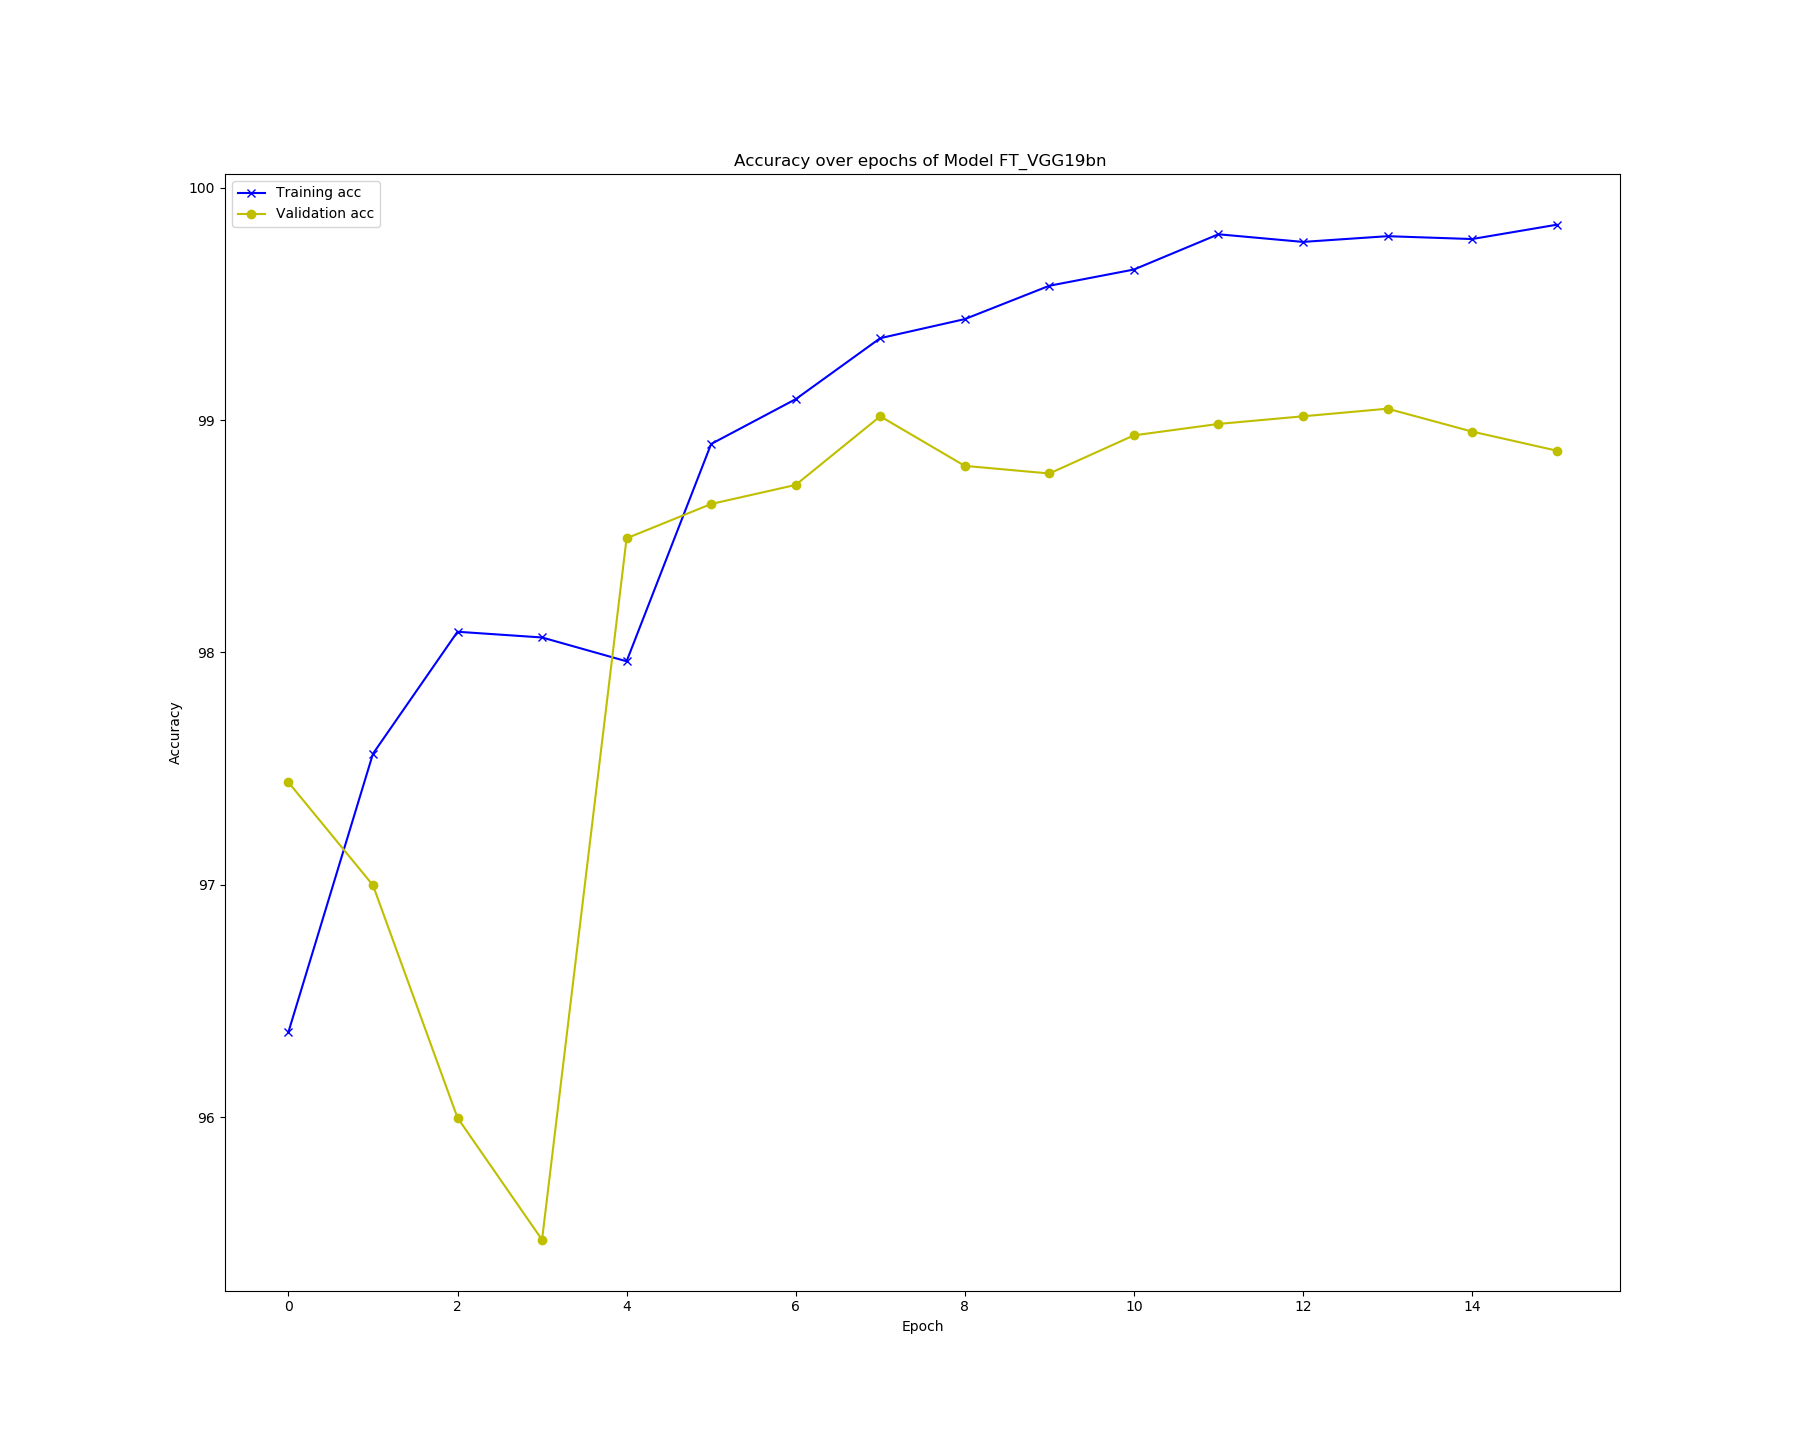 Accuracy over epochs of Model FT_VGG19bn
Training acc
Validation acc
100
99
98
97
96
Accuracy
0 2 4 6 8 10 12 14
Epoch